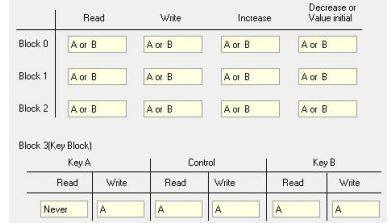 Read Write Increase Decrease or
Value initial
Block 0 A or B A or B A or B A or B
Block 1 A or B A or B A or B A or B
Block 2 A or B A or B A or B A or B
Block 3(Key Block)
Key A Control Key B
Read Write Read Write Read Write
Never A A A A A